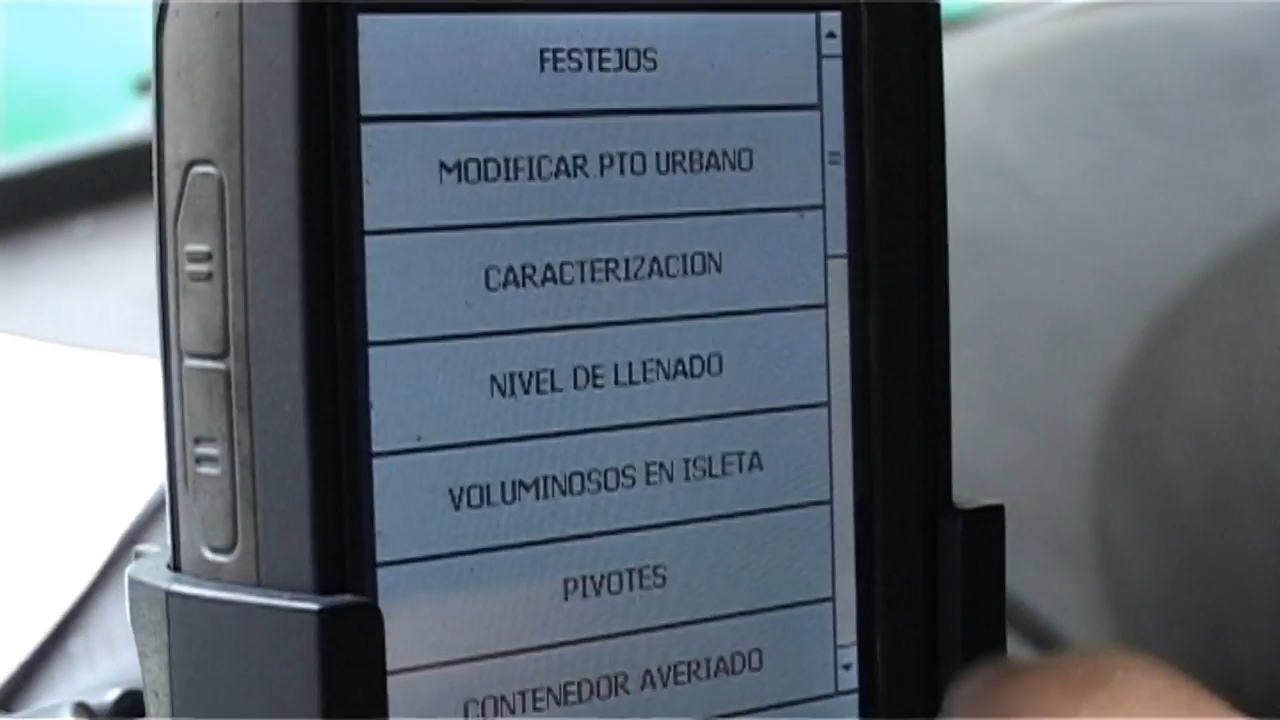 FESTEJOS
MODIFICAR PTO URBANO
CARACTERIZACION
NIVEL DE LLENADO
VOLUMINOSOS EN ISLETA
PIVOTES
CONTENEDOR AVERIADO